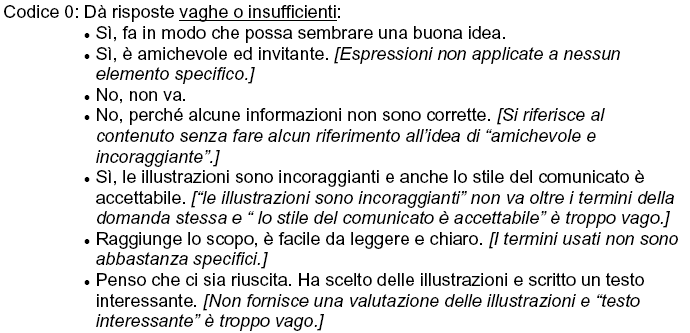 Codice 0: Dà risposte vaghe o insufficienti:
• Sì, fa in modo che possa sembrare una buona idea.
• Sì, è amichevole ed invitante. [Espressioni non applicate a nessun
elemento specifico.]
• No, non va.
• No, perché alcune informazioni non sono corrette. [Si riferisce al
contenuto senza fare alcun riferimento all'idea di “amichevole e
incoraggiante”.]
• Sì, le illustrazioni sono incoraggianti e anche lo stile del comunicato è
accettabile. [“le illustrazioni sono incoraggianti” non va oltre i termini della
domanda stessa e “ lo stile del comunicato è accettabile” è troppo vago.]
• Raggiunge lo scopo, è facile da leggere e chiaro. [I termini usati non sono
abbastanza specifici.]
• Penso che ci sia riuscita. Ha scelto delle illustrazioni e scritto un testo
interessante. [Non fornisce una valutazione delle illustrazioni e “testo
interessante” è troppo vago.]